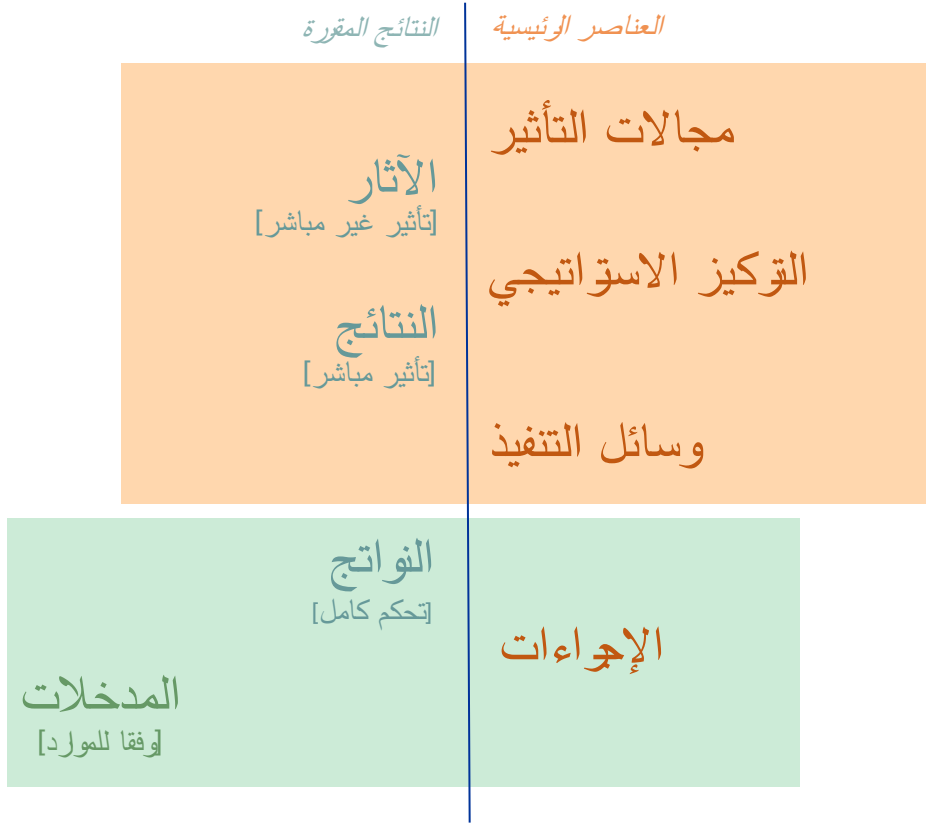 العناصر الرئيسية
النتائج المقررة
مجالات التأثير
الآثار
[تأثير غير مباشر]
التركيز الاستراتيجي
النتائج
[تأثير مباشر]
وسائل التنفيذ
النواتج
[تحكم كامل]
الإجراءات
المدخلات
[وفقا للموارد]